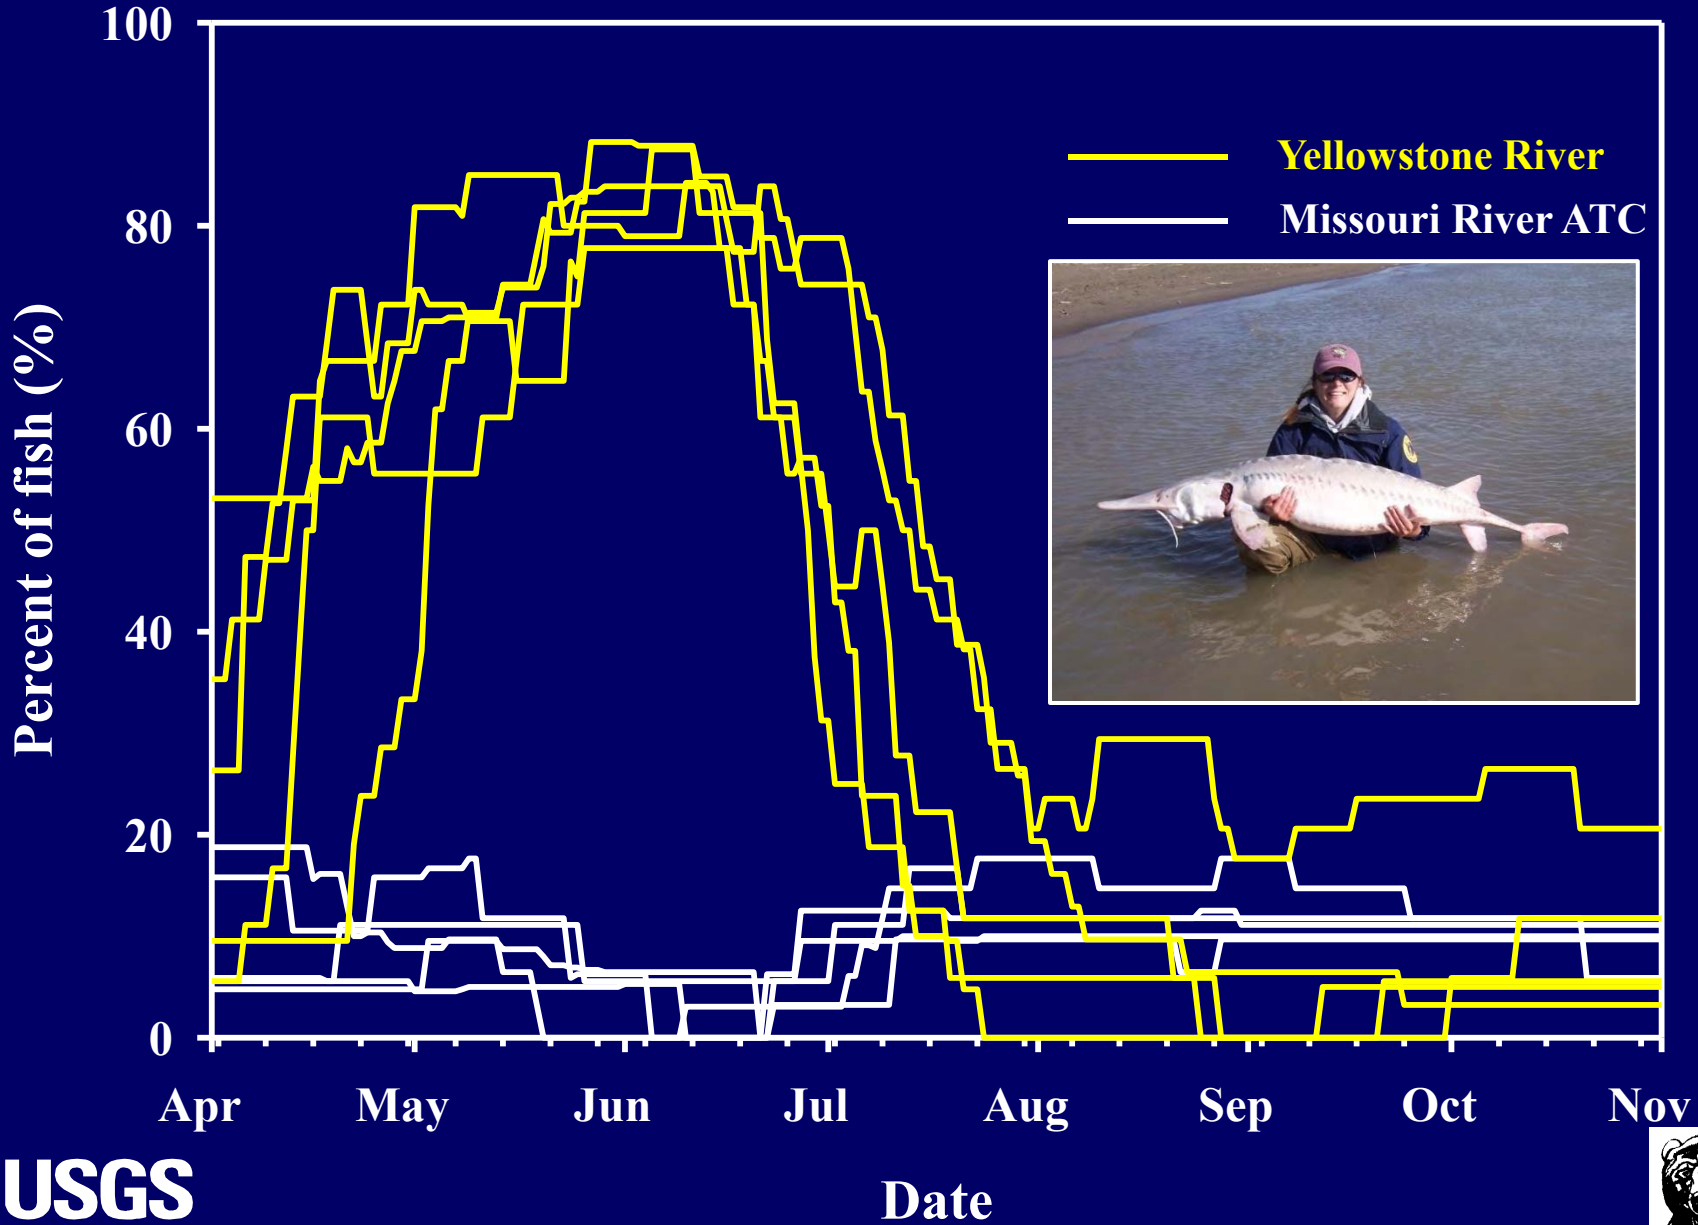 100
80
60
40
20
0
Percent of fish (%)
Yellowstone River
Missouri River ATC
Apr May Jun Jul Aug Sep Oct Nov
Date
USGS